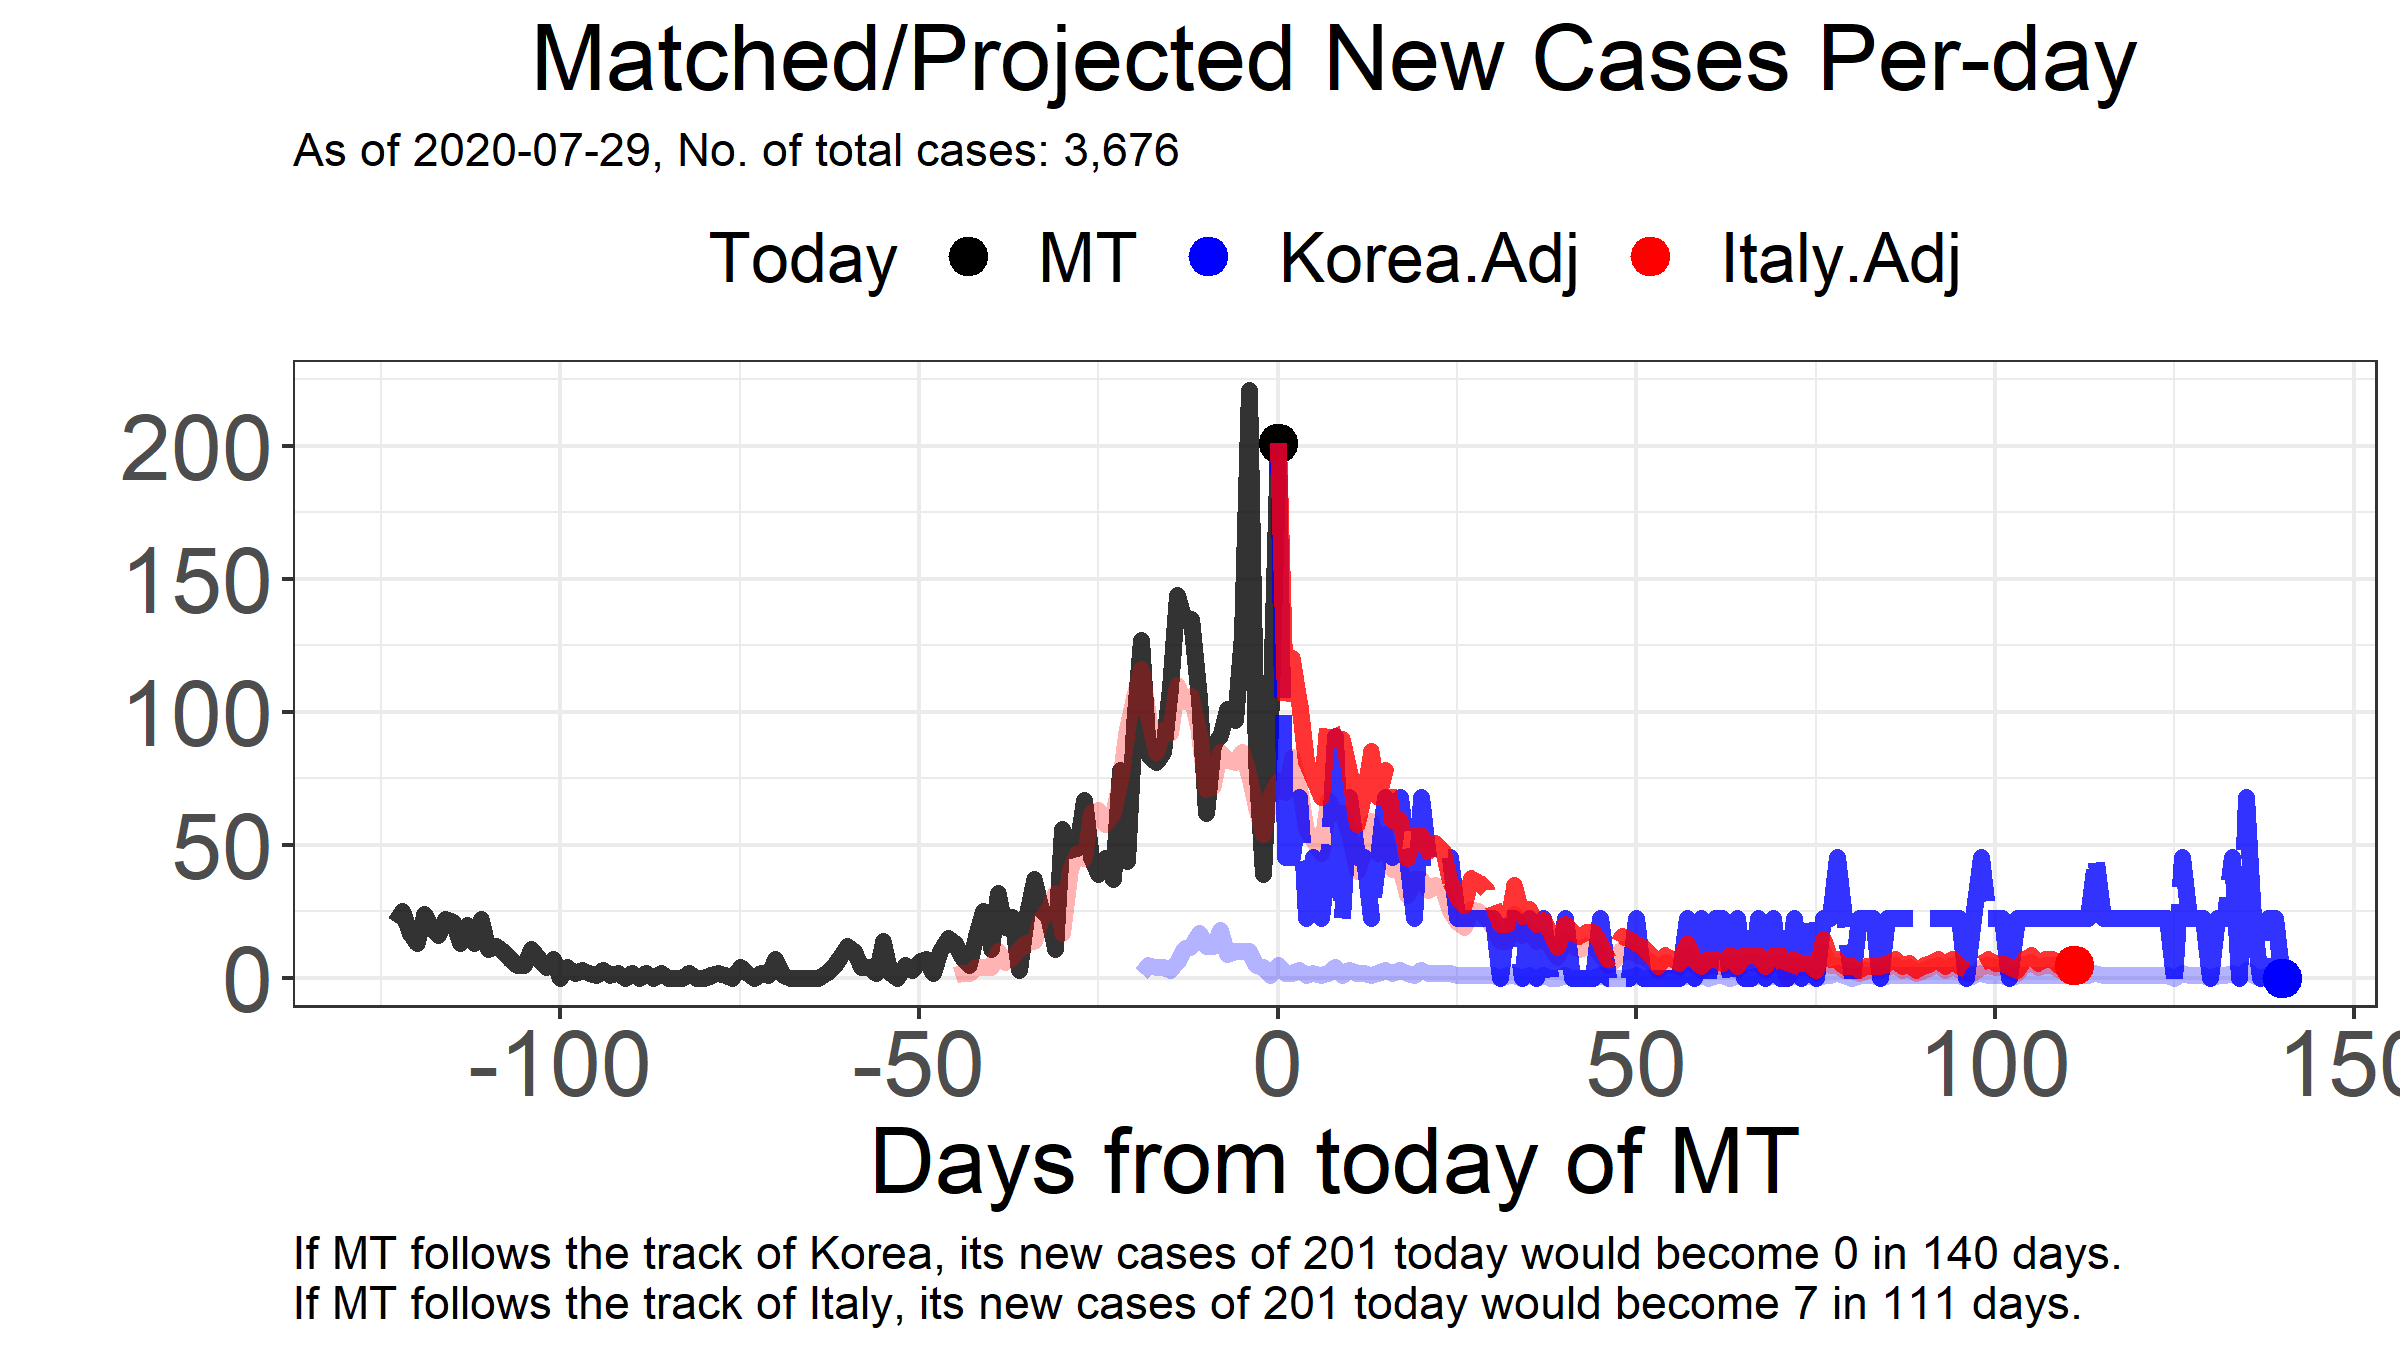 Matched/Projected New Cases Per-day
As of 2020-07-29, No. of total cases: 3,676
Today MT Korea.Adj Italy.Adj
200
150
100
50
0
-100 -50 0 50 100 150
Days from today of MT
If MT follows the track of Korea, its new cases of 201 today would become 0 in 140 days.
If MT follows the track of Italy, its new cases of 201 today would become 7 in 111 days.